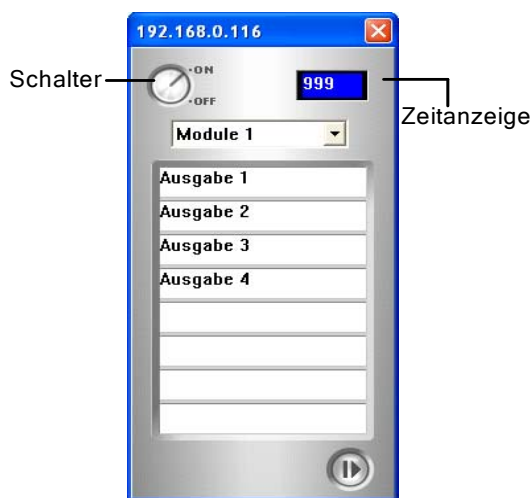 192.168.0.116
Schalter
ON
OFF
999
Zeitanzeige
Module 1
Ausgabe 1
Ausgabe 2
Ausgabe 3
Ausgabe 4